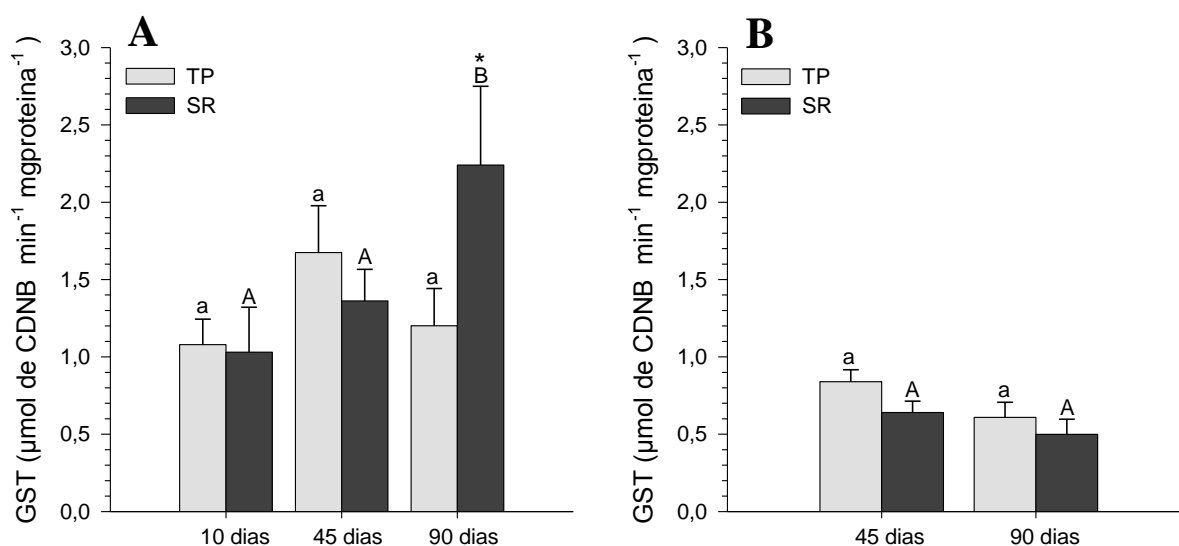 A
GST (µmol de CDNB min⁻¹ mgproteina⁻¹ )
3,0
2,5
2,0
1,5
1,0
0,5
0,0
TP
SR
a
A
a
A
a
*
B
10 dias
45 dias
90 dias
B
GST (µmol de CDNB min⁻¹ mgproteina⁻¹ )
3,0
2,5
2,0
1,5
1,0
0,5
0,0
TP
SR
a
A
a
A
45 dias
90 dias